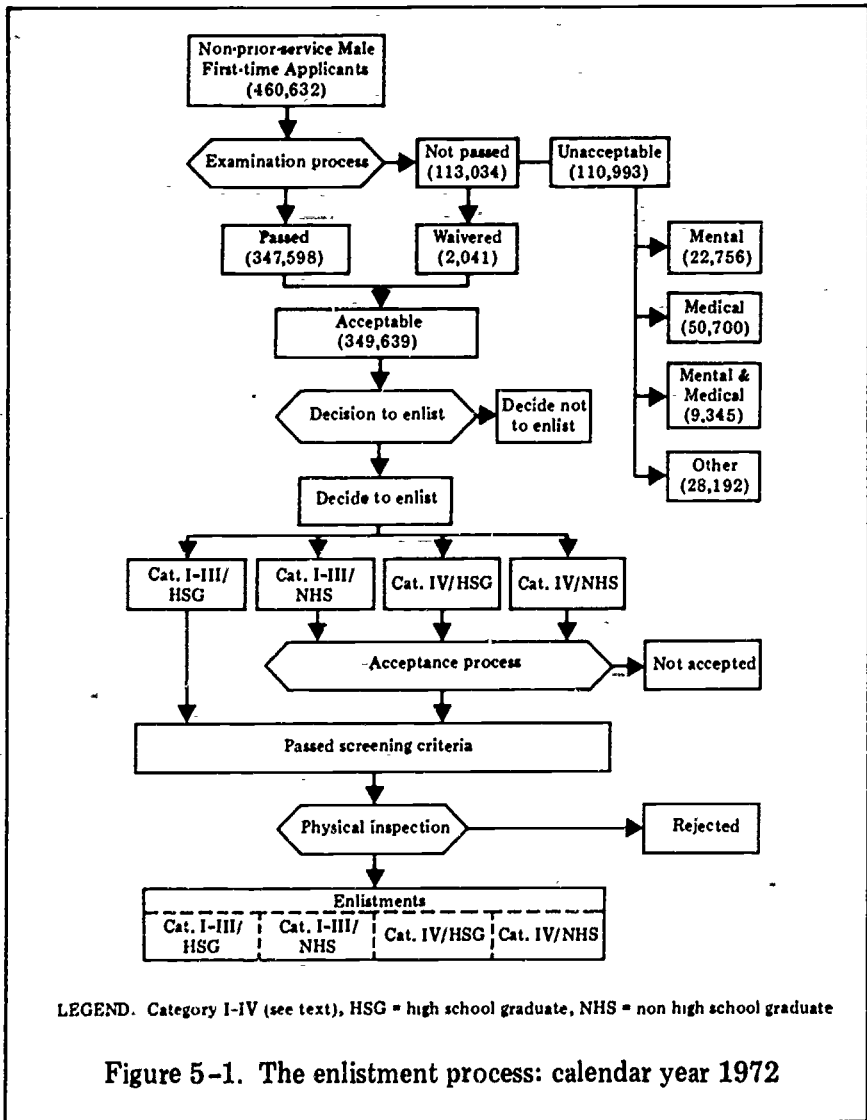 Non-prior-service Male
First-time Applicants
(460,632)
Examination process
Not passed
(113,034)
Unacceptable
(110,993)
Passed
(347,598)
Waivered
(2,041)
Mental
(22,756)
Medical
(50,700)
Acceptable
(349,639)
Mental &
Medical
(9,345)
Decision to enlist
Decide not
to enlist
Other
(28,192)
Decide to enlist
Cat. I-III/
HSG
Cat. I-III/
NHS
Cat. IV/HSG
Cat. IV/NHS
Acceptance process
Not accepted
Passed screening criteria
Physical inspection
Rejected
Enlistments
Cat. I-III/
HSG
Cat. I-III/
NHS
Cat. IV/HSG
Cat. IV/NHS
LEGEND. Category I-IV (see text), HSG = high school graduate, NHS = non high school graduate
Figure 5-1. The enlistment process: calendar year 1972